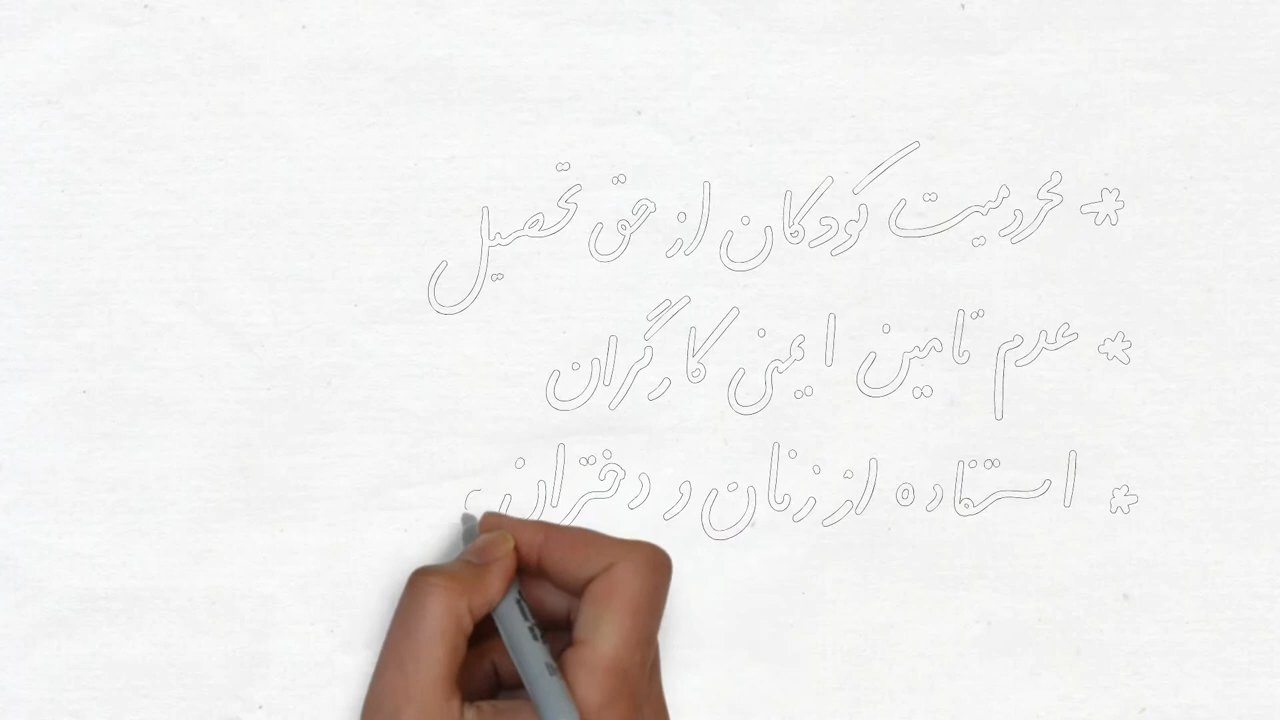 * محرومیت کودکان از حق تحصیل
* عدم تامین ایمنی کارگران
* استفاده از زنان و دختران